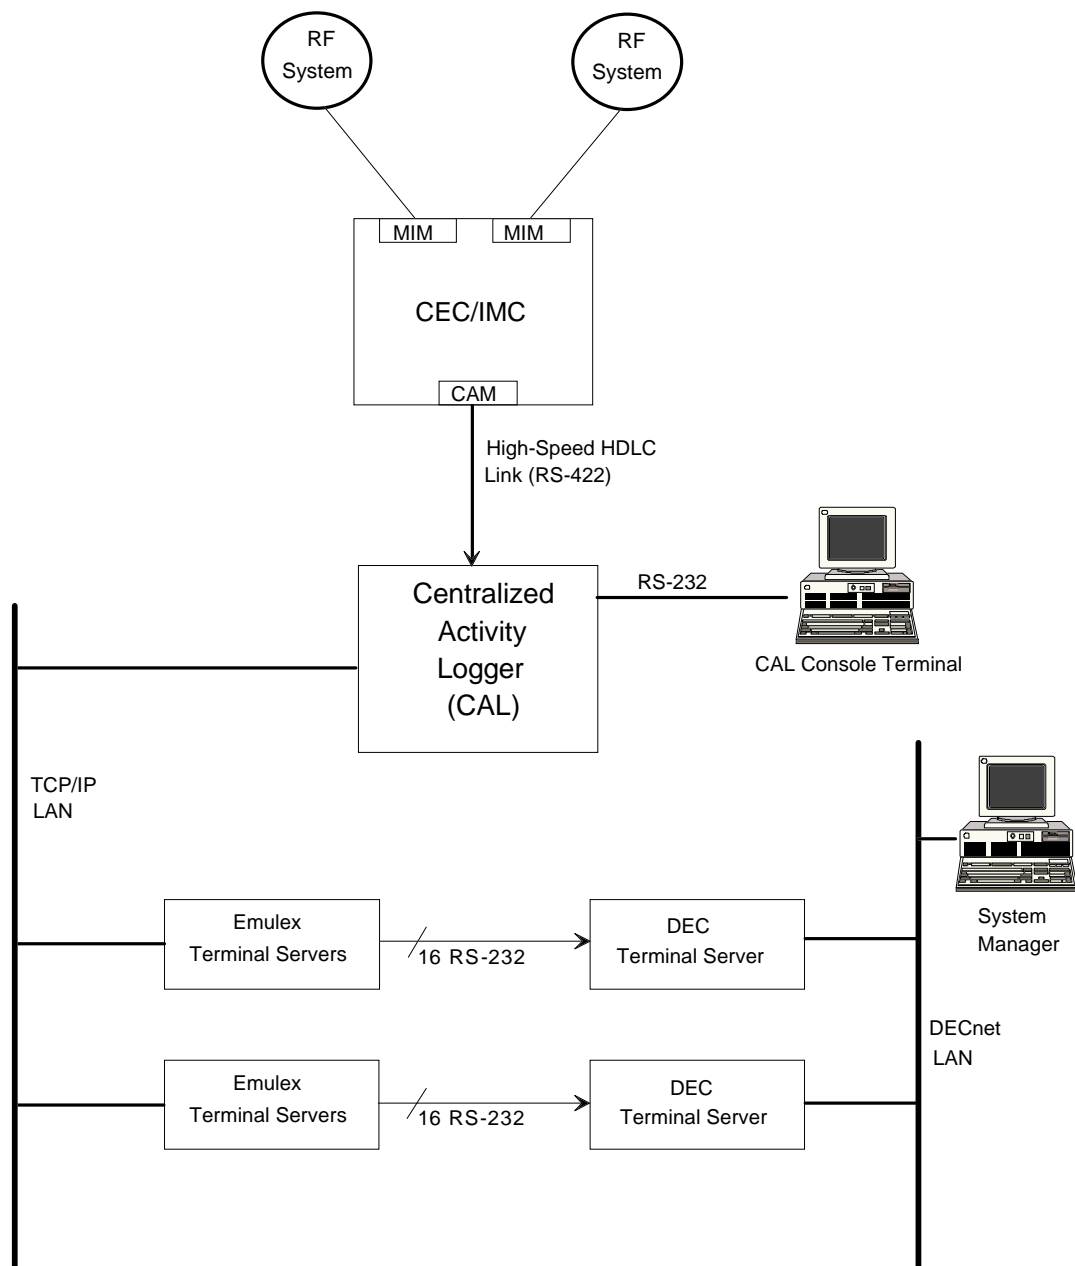 RF
System
RF
System
MIM
MIM
CEC/IMC
CAM
High-Speed HDLC
Link (RS-422)
Centralized
Activity
Logger
(CAL)
RS-232
CAL Console Terminal
TCP/IP
LAN
System
Manager
Emulex
Terminal Servers
16 RS-232
DEC
Terminal Server
DECnet
LAN
Emulex
Terminal Servers
16 RS-232
DEC
Terminal Server